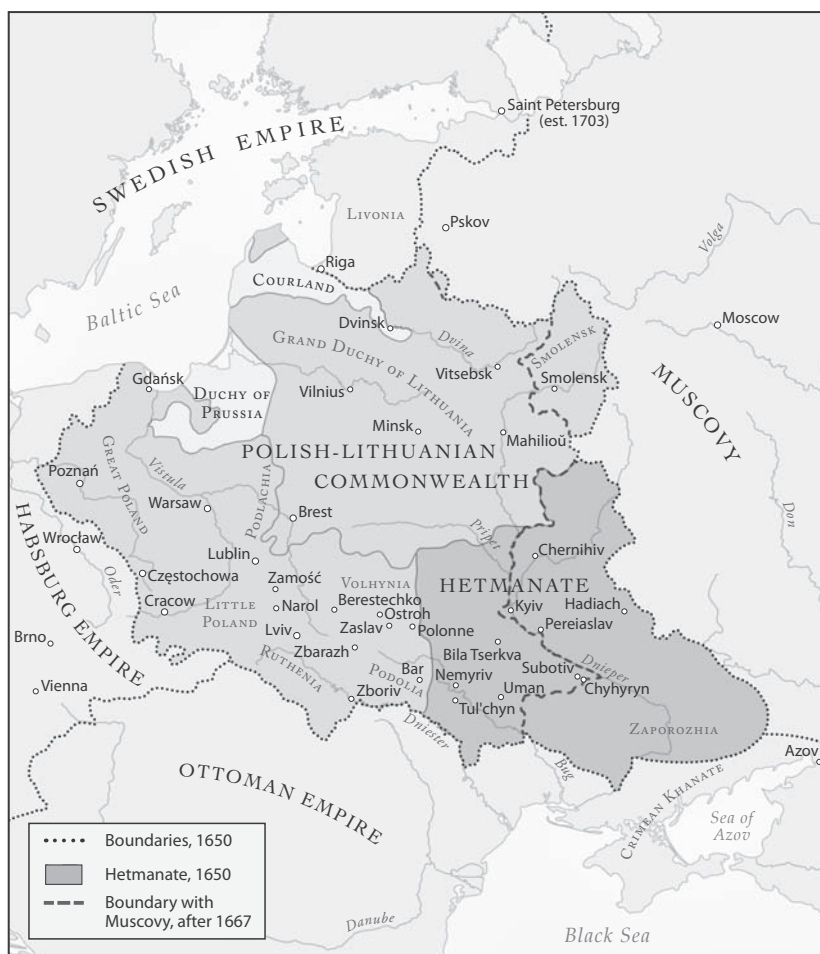 Saint Petersburg
(est. 1703)
SWEDISH EMPIRE
LIVONIA
Pskov
Volga
Riga
COURLAND
Baltic Sea
Moscow
Dvinsk
Dvina
SMOLENSK
GRAND DUCHY OF LITHUANIA
Vitsebsk
Smolensk
Gdańsk
DUCHY OF
PRUSSIA
Vilnius
MUSCOVY
Minsk
Mahilioŭ
GREAT POLAND
POLISH-LITHUANIAN
COMMONWEALTH
Poznań
Vistula
Warsaw
PODLACHIA
Brest
Don
HABSBURG EMPIRE
Wrocław
Oder
Pripet
Chernihiv
Lublin
Częstochowa
Zamość
VOLHYNIA
HETMANATE
Cracow
LITTLE
POLAND
Narol
Berestechko
Ostroh
Kyiv
Hadiach
Lviv
Zaslav
Polonne
Pereiaslav
Brno
Zbarazh
Bila Tserkva
RUTHENIA
PODOLIA
Bar
Nemyriv
Subotiv
Dnieper
Chyhyryn
Vienna
Zboriv
Uman
Tul'chyn
Dniester
ZAPOROZHIA
Bug
Azov
OTTOMAN EMPIRE
CRIMEAN KHANATE
Sea of
Azov
Boundaries, 1650
Hetmanate, 1650
Boundary with
Muscovy, after 1667
Danube
Black Sea